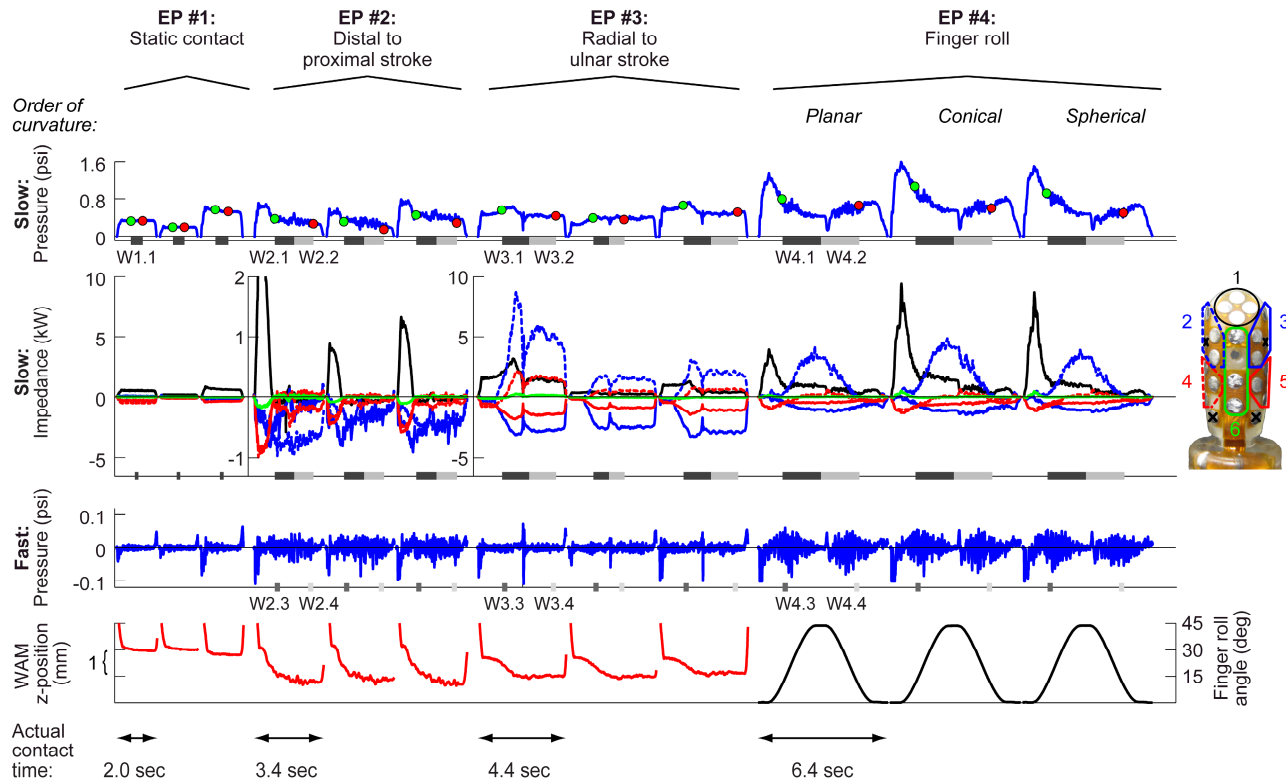 EP #1:
Static contact
EP #2:
Distal to
proximal stroke
EP #3:
Radial to
ulnar stroke
EP #4:
Finger roll
Order of
curvature:
Planar
Conical
Spherical
Slow:
Pressure (psi)
1.6
0.8
0
W1.1
W2.1
W2.2
W3.1
W3.2
W4.1
W4.2
Slow:
Impedance (kW)
10
5
0
-5
2
1
-1
10
5
0
-5
1
2
3
4
5
6
Fast:
Pressure (psi)
0.1
0
-0.1
W2.3
W2.4
W3.3
W3.4
W4.3
W4.4
WAM
z-position
(mm)
1{
45
30
15
Finger roll
angle (deg)
Actual
contact
time:
2.0 sec
3.4 sec
4.4 sec
6.4 sec